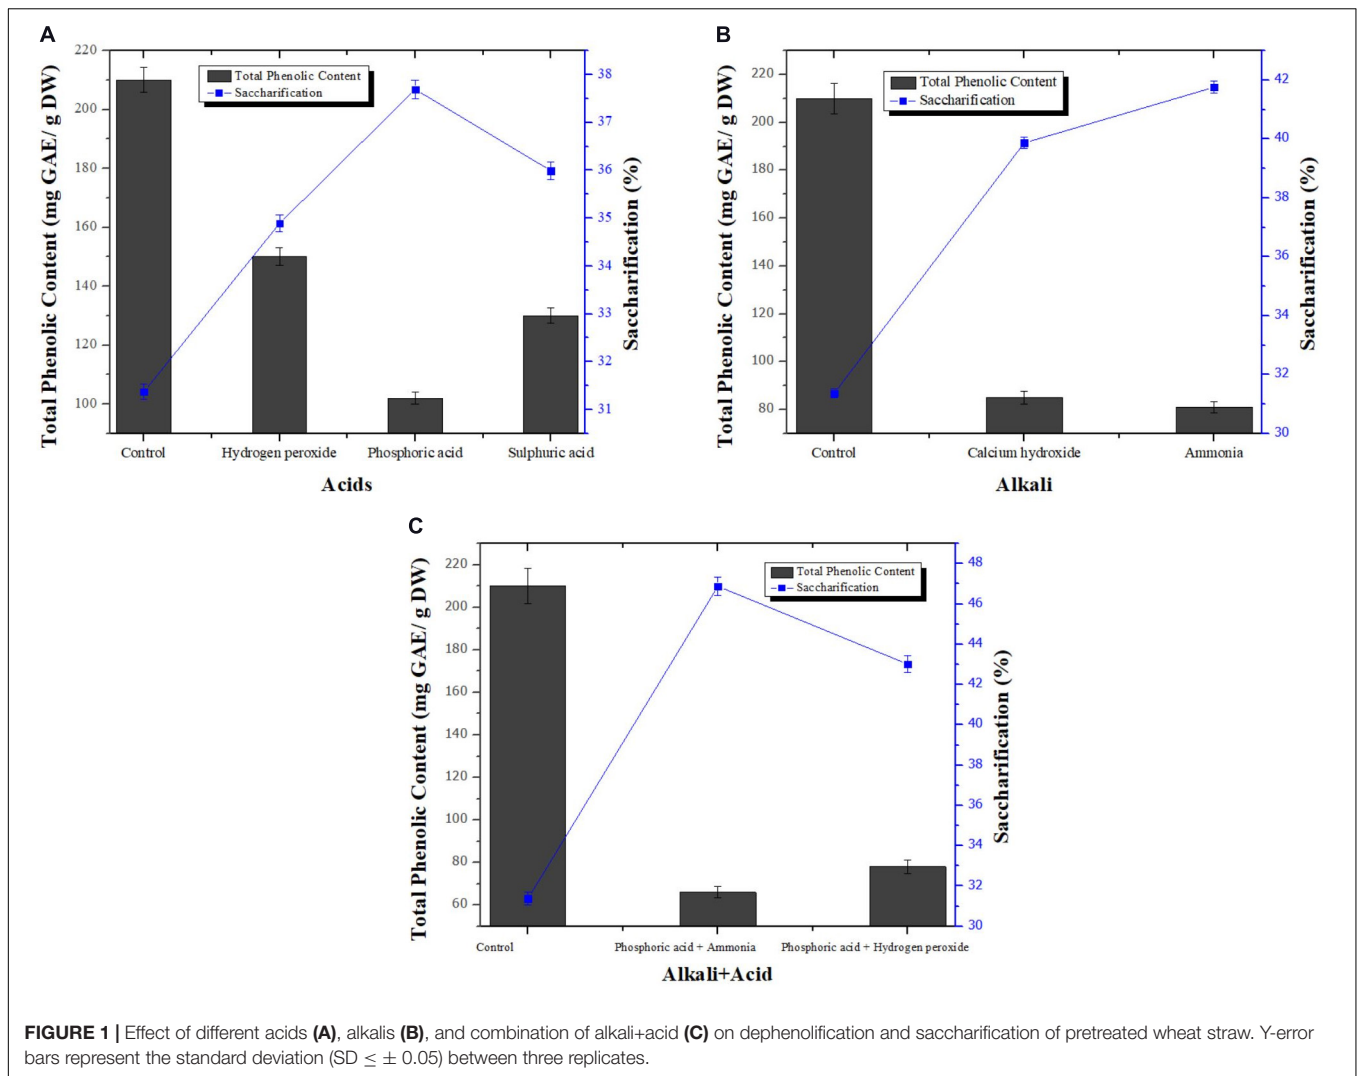 A
Total Phenolic Content (mg GAE/ g DW)
220
200
180
160
140
120
100
Total Phenolic Content
Saccharification
38
37
36
35
34
33
32
31
Saccharification (%)
Control
Hydrogen peroxide
Phosphoric acid
Sulphuric acid
Acids
B
Total Phenolic Content (mg GAE/ g DW)
220
200
180
160
140
120
100
80
Total Phenolic Content
Saccharification
42
40
38
36
34
32
30
Saccharification (%)
Control
Calcium hydroxide
Ammonia
Alkali
C
Total Phenolic Content (mg GAE/ g DW)
220
200
180
160
140
120
100
80
60
Total Phenolic Content
Saccharification
48
46
44
42
40
38
36
34
32
30
Saccharification (%)
Control
Phosphoric acid + Ammonia
Phosphoric acid + Hydrogen peroxide
Alkali+Acid
FIGURE 1 | Effect of different acids (A), alkalis (B), and combination of alkali+acid (C) on dephenolification and saccharification of pretreated wheat straw. Y-error
bars represent the standard deviation (SD ≤ ± 0.05) between three replicates.